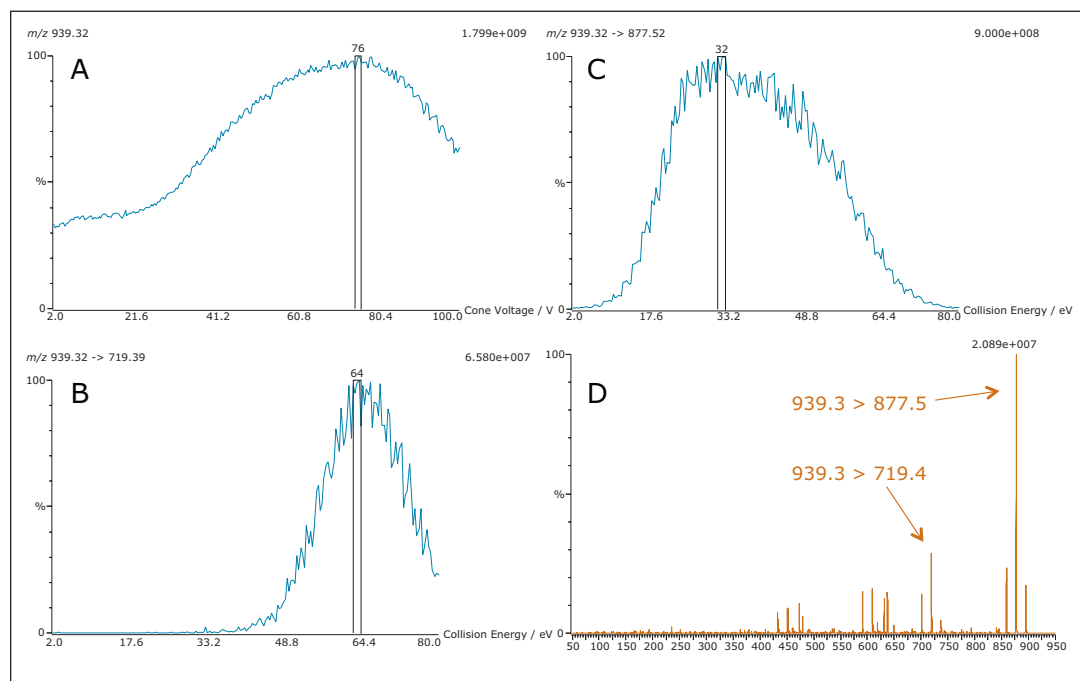 m/z 939.32
1.799e+009
76
100
A
%
0
2.0 21.6 41.2 60.8 80.4 100.0
Cone Voltage / V
m/z 939.32 -> 877.52
9.000e+008
32
100
C
%
0
2.0 17.6 33.2 48.8 64.4 80.0
Collision Energy / eV
m/z 939.32 -> 719.39
6.580e+007
64
100
B
%
0
2.0 17.6 33.2 48.8 64.4 80.0
Collision Energy / eV
2.089e+007
100
D
939.3 > 877.5
939.3 > 719.4
%
0
50 100 150 200 250 300 350 400 450 500 550 600 650 700 750 800 850 900 950